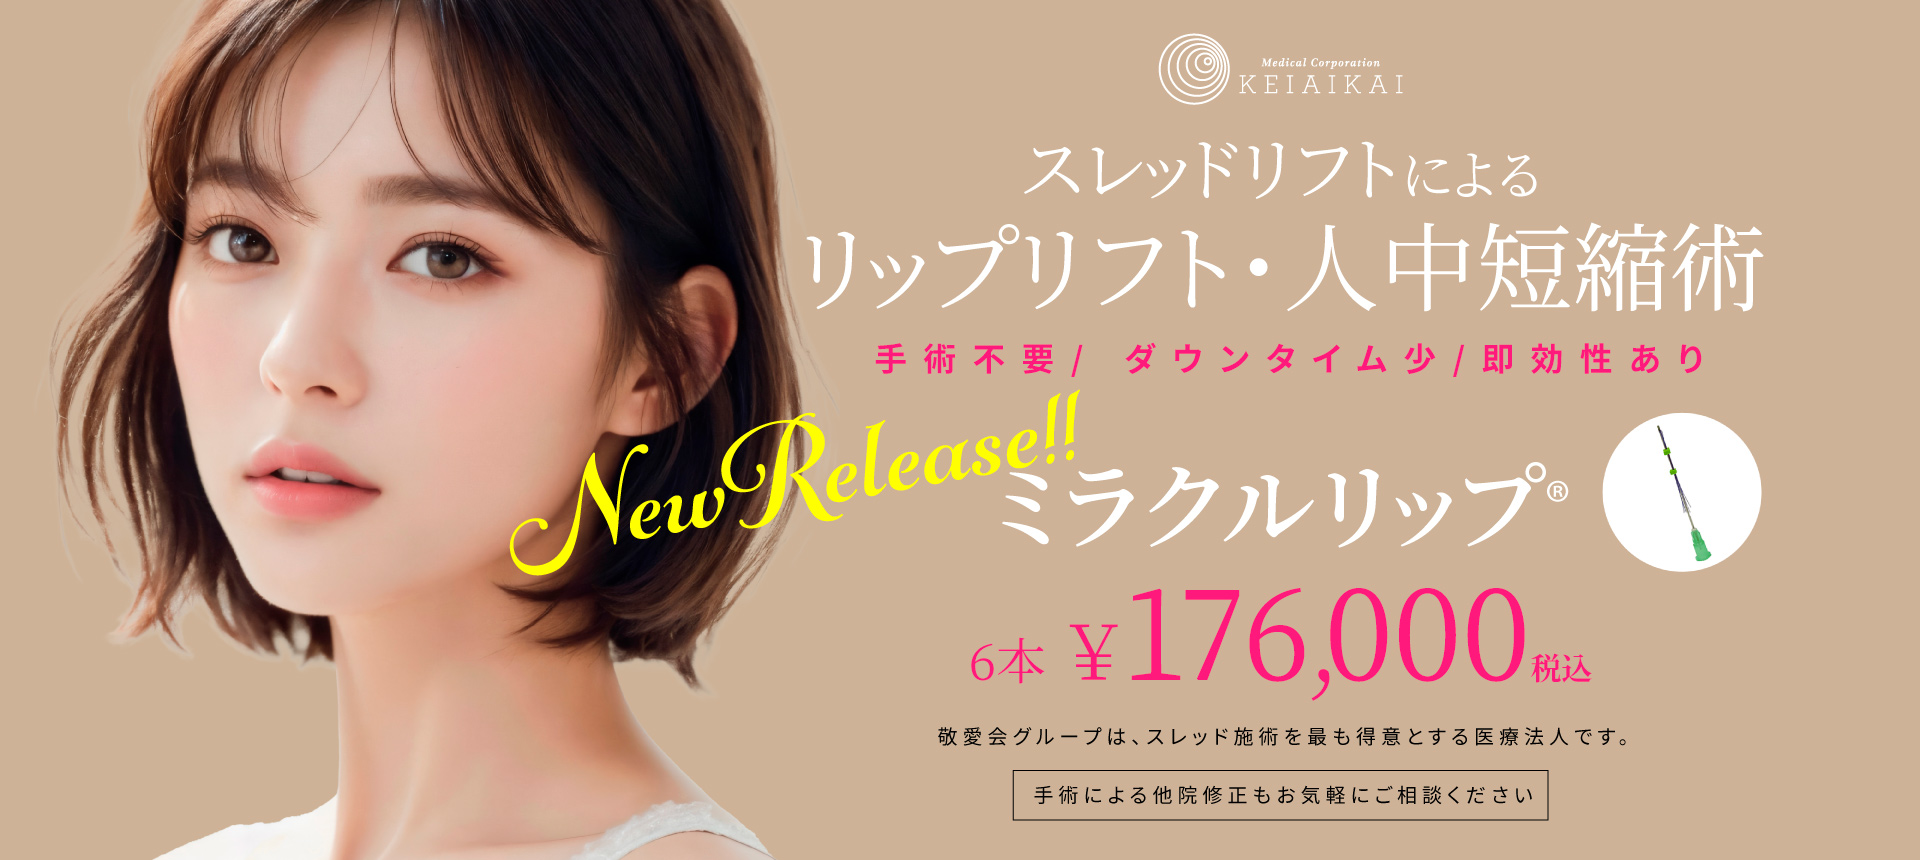 Medical Corporation
KEIAIKAI
スレッドリフトによる
リップリフト・人中短縮術
手術不要/ ダウンタイム少/即効性あり
New Release!!
ミラクルリップ®
6本 ¥176,000税込
敬愛会グループは、スレッド施術を最も得意とする医療法人です。
手術による他院修正もお気軽にご相談ください